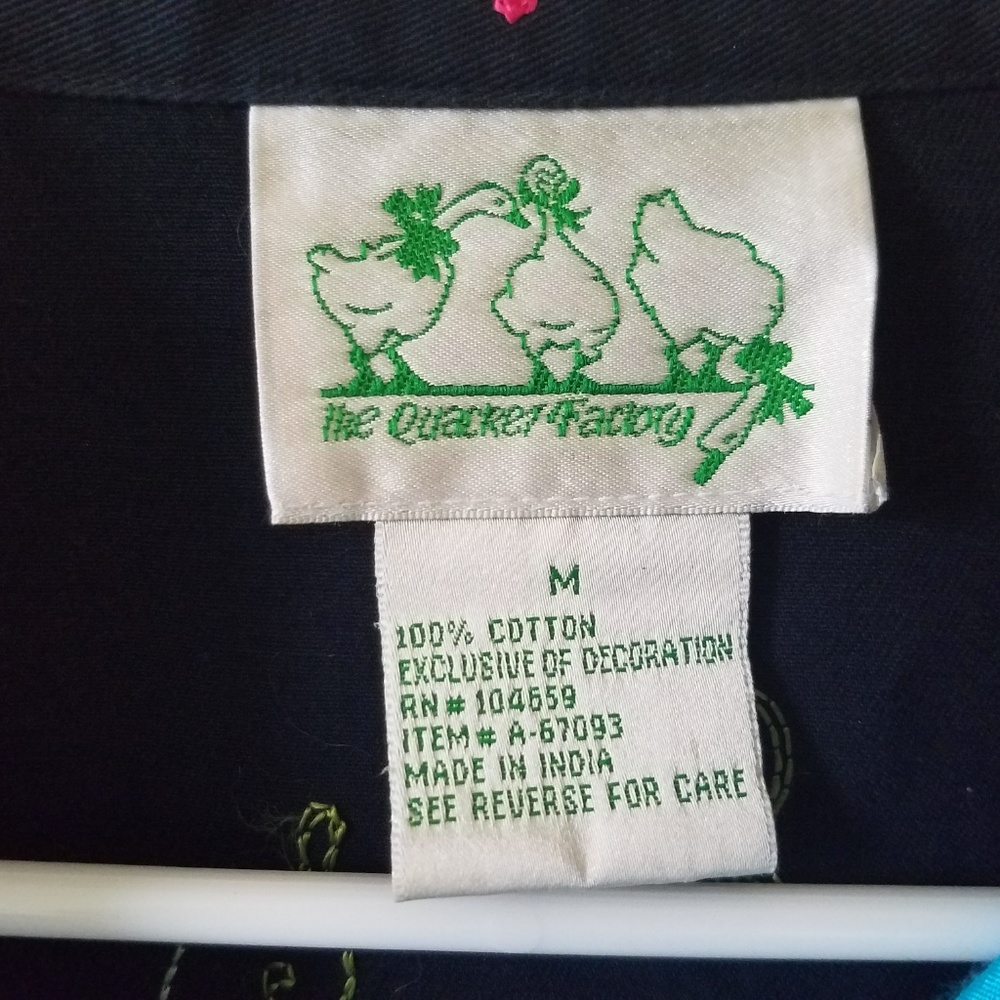 The Quacker Factory
M
100% COTTON
EXCLUSIVE OF DECORATION
RN# 104659
ITEM# A-67093
MADE IN INDIA
SEE REVERSE FOR CARE